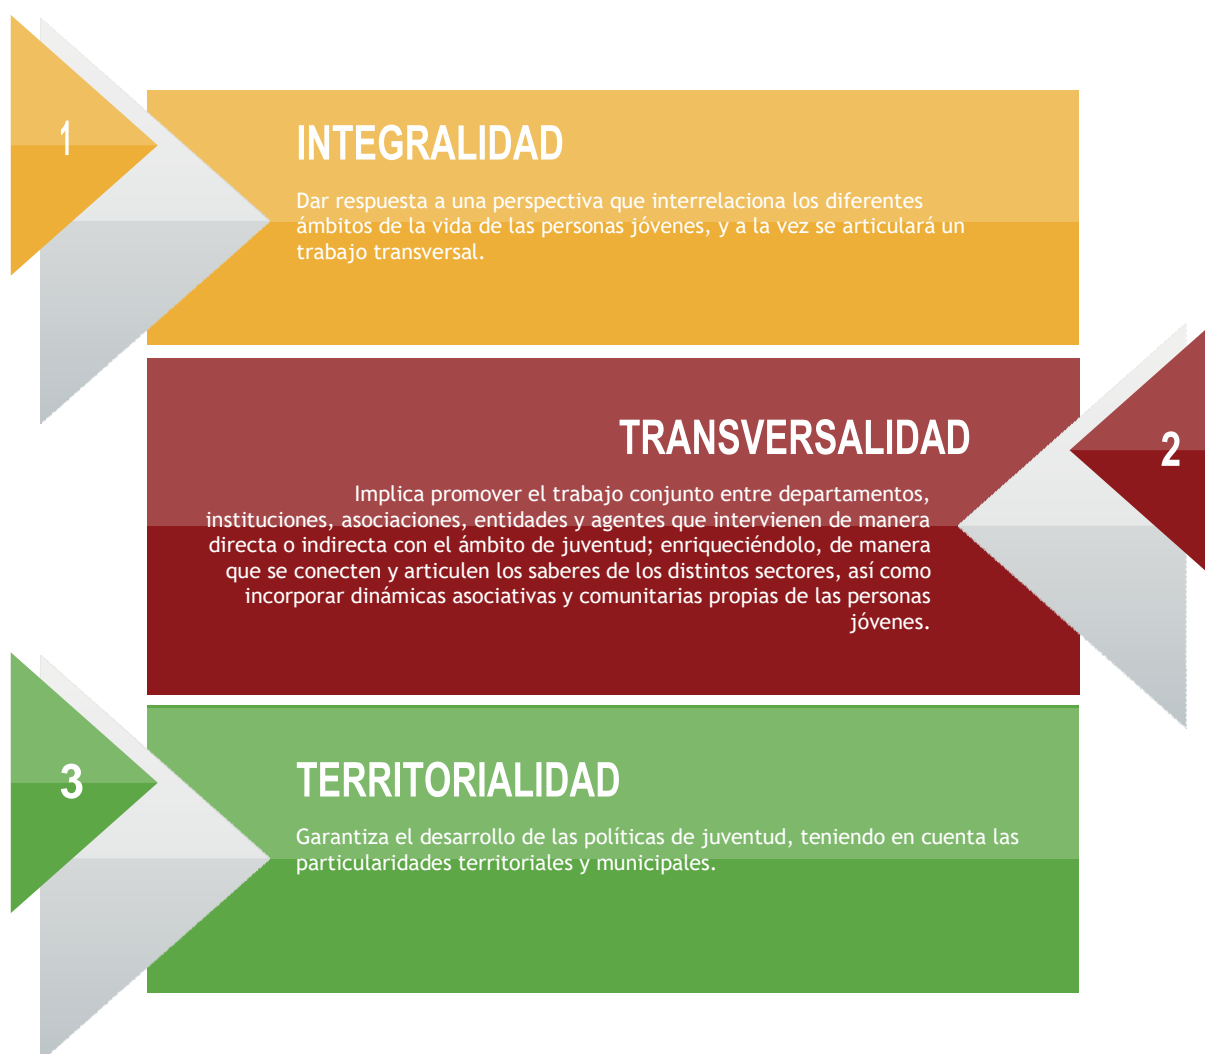 1
INTEGRALIDAD
Dar respuesta a una perspectiva que interrelaciona los diferentes
ámbitos de la vida de las personas jóvenes, y a la vez se articulará un
trabajo transversal.
TRANSVERSALIDAD
2
Implica promover el trabajo conjunto entre departamentos,
instituciones, asociaciones, entidades y agentes que intervienen de manera
directa o indirecta con el ámbito de juventud; enriqueciéndolo, de manera
que se conecten y articulen los saberes de los distintos sectores, así como
incorporar dinámicas asociativas y comunitarias propias de las personas
jóvenes.
3
TERRITORIALIDAD
Garantiza el desarrollo de las políticas de juventud, teniendo en cuenta las
particularidades territoriales y municipales.